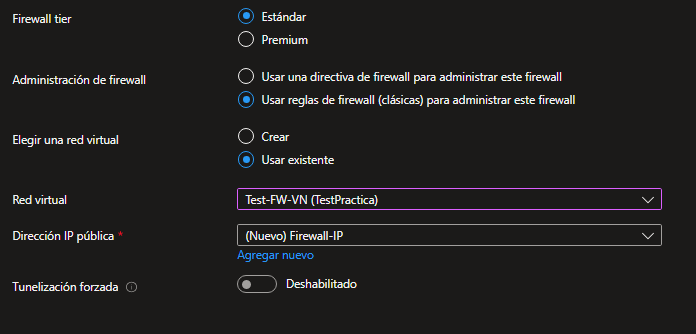 Firewall tier
Estándar
Premium
Administración de firewall
Usar una directiva de firewall para administrar este firewall
Usar reglas de firewall (clásicas) para administrar este firewall
Elegir una red virtual
Crear
Usar existente
Red virtual
Test-FW-VN (TestPractica)
Dirección IP pública *
(Nuevo) Firewall-IP
Agregar nuevo
Tunelización forzada
Deshabilitado